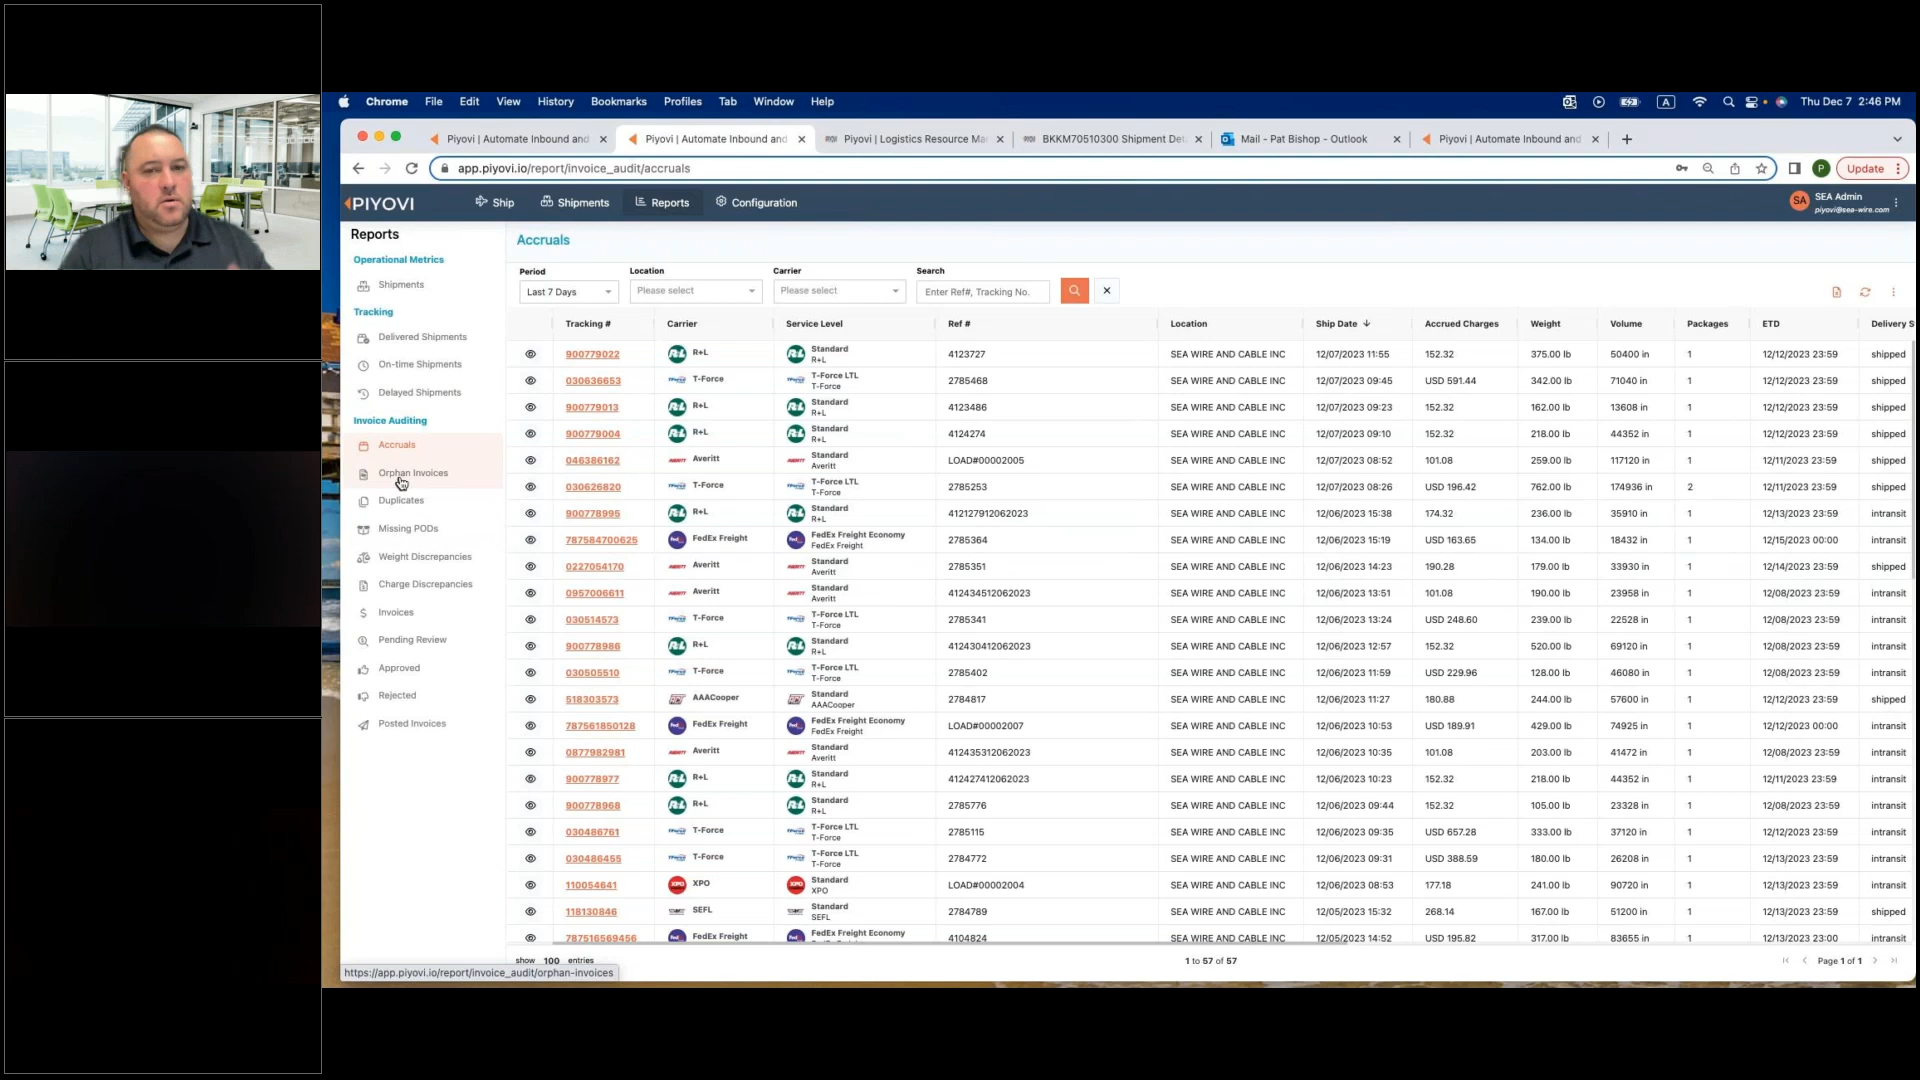 Chrome File Edit View History Bookmarks Profiles Tab Window Help A Thu Dec 7 2:46 PM
Piyovi | Automate Inbound and Piyovi | Automate Inbound and Piyovi | Logistics Resource Ma BKKM70510300 Shipment Det Mail - Pat Bishop - Outlook Piyovi | Automate Inbound and
app.piyovi.io/report/invoice_audit/accruals P Update
PIYOVI Ship Shipments Reports Configuration SA SEA Admin
piyovi@sea-wire.com
Reports
Operational Metrics
Shipments
Tracking
Delivered Shipments
On-time Shipments
Delayed Shipments
Invoice Auditing
Accruals
Orphan Invoices
Duplicates
Missing PODs
Weight Discrepancies
Charge Discrepancies
Invoices
Pending Review
Approved
Rejected
Posted Invoices
Accruals
Period Location Carrier Search
Last 7 Days Please select Please select Enter Ref#, Tracking No.
Tracking # Carrier Service Level Ref # Location Ship Date Accrued Charges Weight Volume Packages ETD Delivery S
900779022 R+L Standard R+L 4123727 SEA WIRE AND CABLE INC 12/07/2023 11:55 152.32 375.00 lb 50400 in 1 12/12/2023 23:59 shipped
030636653 T-Force T-Force LTL T-Force 2785468 SEA WIRE AND CABLE INC 12/07/2023 09:45 USD 591.44 342.00 lb 71040 in 1 12/12/2023 23:59 shipped
900779013 R+L Standard R+L 4123486 SEA WIRE AND CABLE INC 12/07/2023 09:23 152.32 162.00 lb 13608 in 1 12/12/2023 23:59 shipped
900779004 R+L Standard R+L 4124274 SEA WIRE AND CABLE INC 12/07/2023 09:10 152.32 218.00 lb 44352 in 1 12/12/2023 23:59 shipped
046386162 Averitt Standard Averitt LOAD#00002005 SEA WIRE AND CABLE INC 12/07/2023 08:52 101.08 259.00 lb 117120 in 1 12/11/2023 23:59 shipped
030626820 T-Force T-Force LTL T-Force 2785253 SEA WIRE AND CABLE INC 12/07/2023 08:26 USD 196.42 762.00 lb 174936 in 2 12/11/2023 23:59 shipped
900778995 R+L Standard R+L 412127912062023 SEA WIRE AND CABLE INC 12/06/2023 15:38 174.32 236.00 lb 35910 in 1 12/13/2023 23:59 intransit
787584700625 FedEx Freight FedEx Freight Economy FedEx Freight 2785364 SEA WIRE AND CABLE INC 12/06/2023 15:19 USD 163.65 134.00 lb 18432 in 1 12/15/2023 00:00 intransit
0227054170 Averitt Standard Averitt 2785351 SEA WIRE AND CABLE INC 12/06/2023 14:23 190.28 179.00 lb 33930 in 1 12/14/2023 23:59 shipped
0957006611 Averitt Standard Averitt 412434512062023 SEA WIRE AND CABLE INC 12/06/2023 13:51 101.08 190.00 lb 23958 in 1 12/08/2023 23:59 intransit
030514573 T-Force T-Force LTL T-Force 2785341 SEA WIRE AND CABLE INC 12/06/2023 13:24 USD 248.60 239.00 lb 22528 in 1 12/08/2023 23:59 intransit
900778986 R+L Standard R+L 412430412062023 SEA WIRE AND CABLE INC 12/06/2023 12:57 152.32 520.00 lb 69120 in 1 12/08/2023 23:59 intransit
030505510 T-Force T-Force LTL T-Force 2785402 SEA WIRE AND CABLE INC 12/06/2023 11:59 USD 229.96 128.00 lb 46080 in 1 12/08/2023 23:59 intransit
518303573 AAACooper Standard AAACooper 2784817 SEA WIRE AND CABLE INC 12/06/2023 11:27 180.88 244.00 lb 57600 in 1 12/12/2023 23:59 shipped
787561850128 FedEx Freight FedEx Freight Economy FedEx Freight LOAD#00002007 SEA WIRE AND CABLE INC 12/06/2023 10:53 USD 189.91 429.00 lb 74925 in 1 12/12/2023 00:00 intransit
0877982981 Averitt Standard Averitt 412435312062023 SEA WIRE AND CABLE INC 12/06/2023 10:35 101.08 203.00 lb 41472 in 1 12/08/2023 23:59 intransit
900778977 R+L Standard R+L 412427412062023 SEA WIRE AND CABLE INC 12/06/2023 10:23 152.32 218.00 lb 44352 in 1 12/11/2023 23:59 intransit
900778968 R+L Standard R+L 2785776 SEA WIRE AND CABLE INC 12/06/2023 09:44 152.32 105.00 lb 23328 in 1 12/08/2023 23:59 intransit
030486761 T-Force T-Force LTL T-Force 2785115 SEA WIRE AND CABLE INC 12/06/2023 09:35 USD 657.28 333.00 lb 37120 in 1 12/12/2023 23:59 intransit
030486455 T-Force T-Force LTL T-Force 2784772 SEA WIRE AND CABLE INC 12/06/2023 09:31 USD 388.59 180.00 lb 26208 in 1 12/13/2023 23:59 intransit
110054641 XPO Standard XPO LOAD#00002004 SEA WIRE AND CABLE INC 12/06/2023 08:53 177.18 241.00 lb 90720 in 1 12/13/2023 23:59 intransit
118130846 SEFL Standard SEFL 2784789 SEA WIRE AND CABLE INC 12/05/2023 15:32 268.14 167.00 lb 51200 in 1 12/13/2023 23:59 shipped
787516569456 FedEx Freight FedEx Freight Economy 4104824 SEA WIRE AND CABLE INC 12/05/2023 14:52 USD 195.82 317.00 lb 83655 in 1 12/13/2023 23:00 intransit
show 100 entries 1 to 57 of 57 Page 1 of 1
https://app.piyovi.io/report/invoice_audit/orphan-invoices